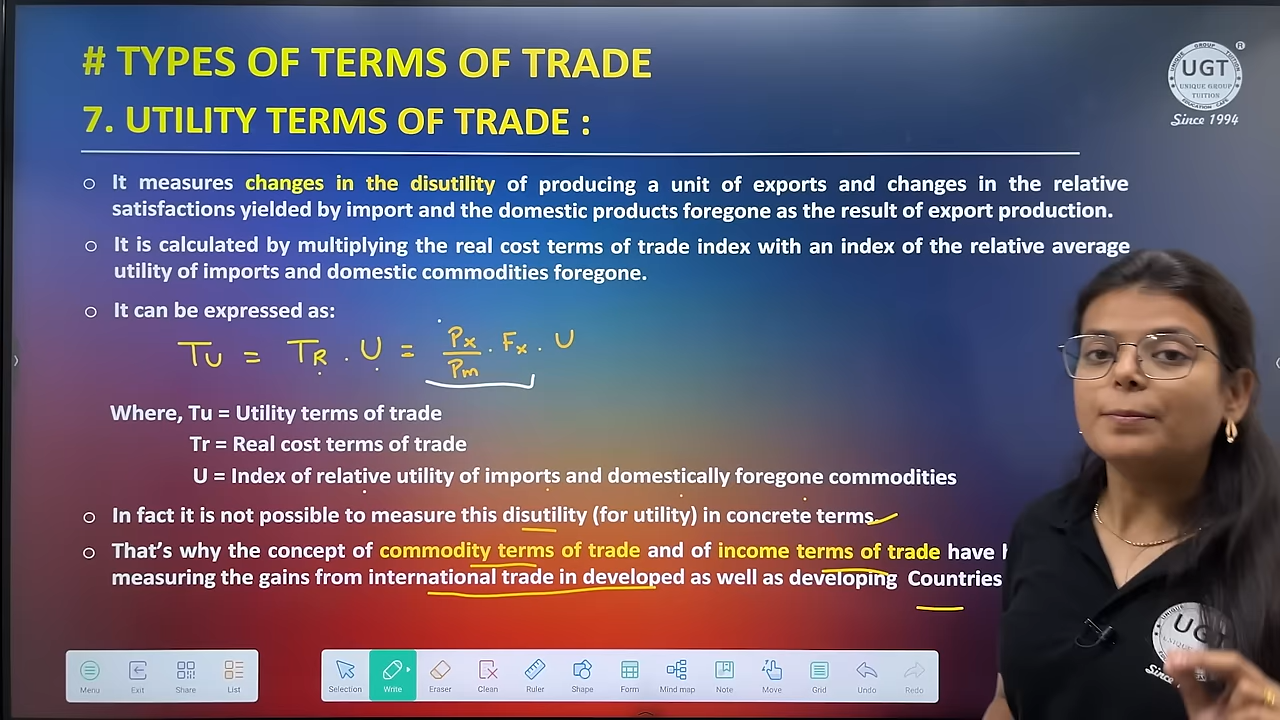 # TYPES OF TERMS OF TRADE
7. UTILITY TERMS OF TRADE :
UNIQUE GROUP
UGT
UNIQUE GROUP
TUITION
®
Since 1994
○ It measures changes in the disutility of producing a unit of exports and changes in the relative
satisfactions yielded by import and the domestic products foregone as the result of export production.
○ It is calculated by multiplying the real cost terms of trade index with an index of the relative average
utility of imports and domestic commodities foregone.
○ It can be expressed as:
TU = TR . U = Px/Pm . Fx . U
Where, Tu = Utility terms of trade
Tr = Real cost terms of trade
U = Index of relative utility of imports and domestically foregone commodities
○ In fact it is not possible to measure this disutility (for utility) in concrete terms.
○ That’s why the concept of commodity terms of trade and of income terms of trade have
measuring the gains from international trade in developed as well as developing Countries
UGT
Since
Menu Exit Share List Selection Write Eraser Clean Ruler Shape Form Mind map Note Move Grid Undo Redo